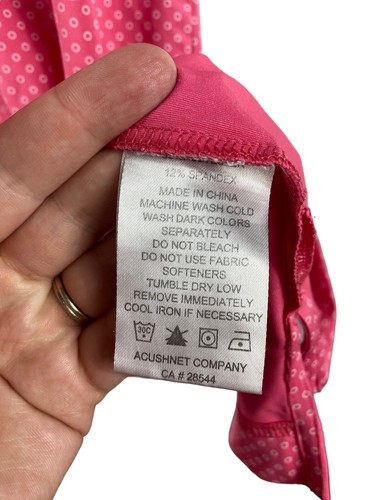 12% SPANDEX
MADE IN CHINA
MACHINE WASH COLD
WASH DARK COLORS
SEPARATELY
DO NOT BLEACH
DO NOT USE FABRIC
SOFTENERS
TUMBLE DRY LOW
REMOVE IMMEDIATELY
COOL IRON IF NECESSARY
30C
ACUSHNET COMPANY
CA # 28544